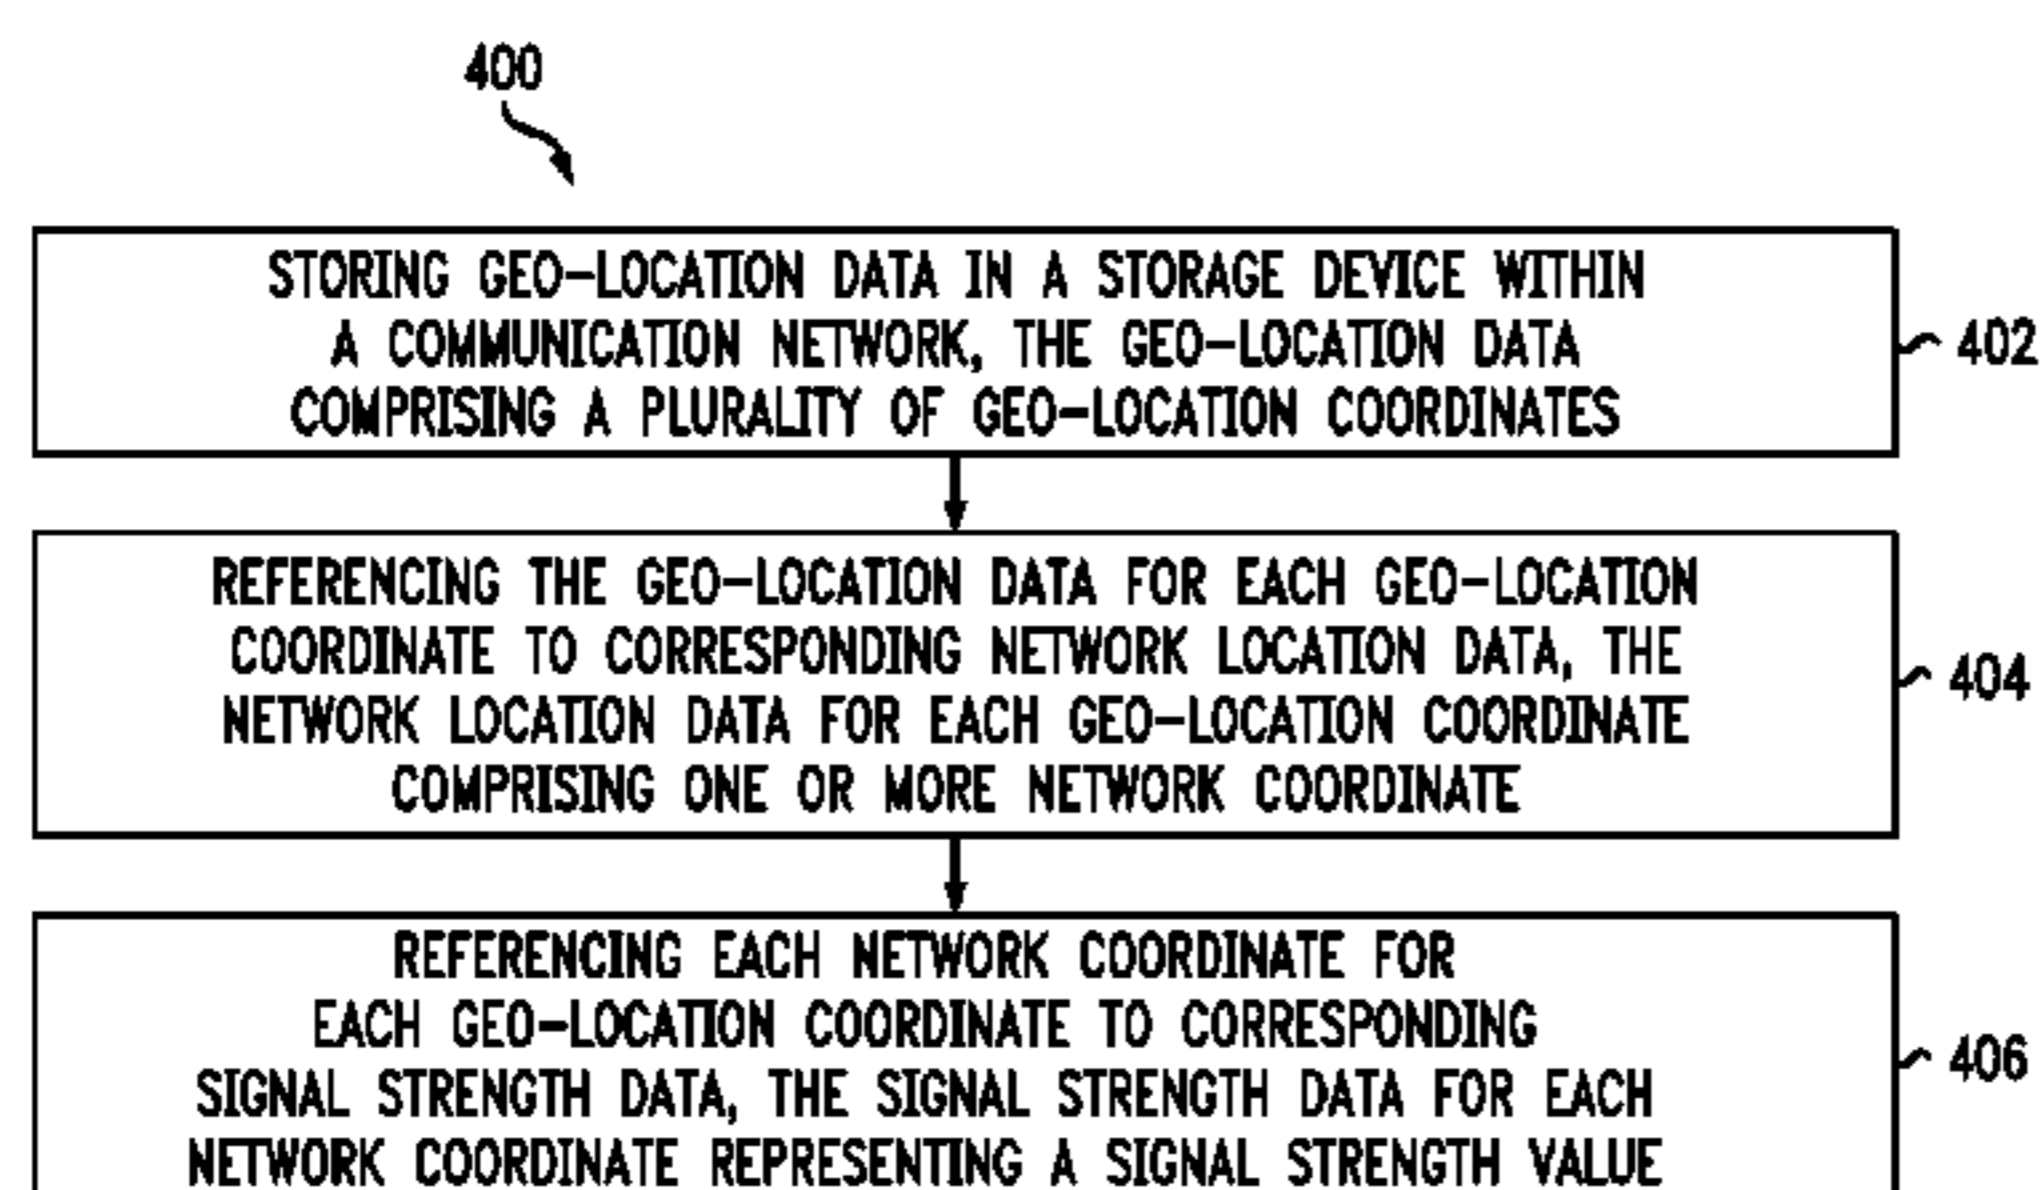 400
STORING GEO-LOCATION DATA IN A STORAGE DEVICE WITHIN
A COMMUNICATION NETWORK, THE GEO-LOCATION DATA
COMPRISING A PLURALITY OF GEO-LOCATION COORDINATES
402
REFERENCING THE GEO-LOCATION DATA FOR EACH GEO-LOCATION
COORDINATE TO CORRESPONDING NETWORK LOCATION DATA, THE
NETWORK LOCATION DATA FOR EACH GEO-LOCATION COORDINATE
COMPRISING ONE OR MORE NETWORK COORDINATE
404
REFERENCING EACH NETWORK COORDINATE FOR
EACH GEO-LOCATION COORDINATE TO CORRESPONDING
SIGNAL STRENGTH DATA, THE SIGNAL STRENGTH DATA FOR EACH
NETWORK COORDINATE REPRESENTING A SIGNAL STRENGTH VALUE
406